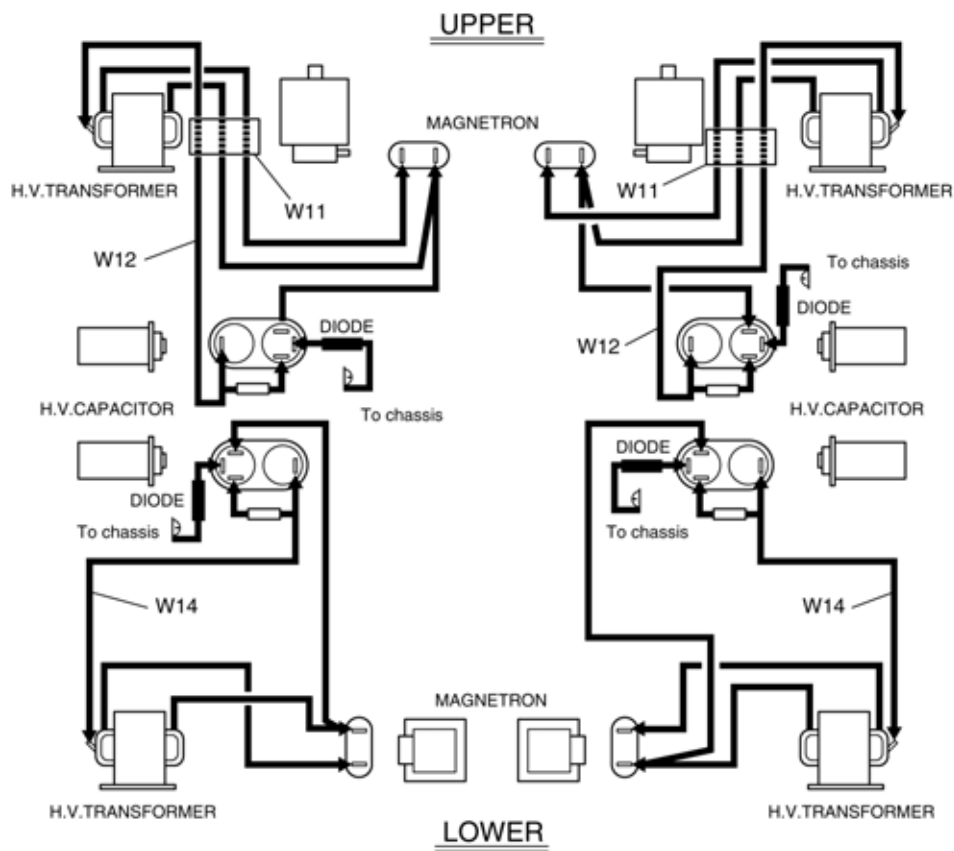 UPPER
MAGNETRON
H.V.TRANSFORMER
W11
W11
H.V.TRANSFORMER
W12
To chassis
DIODE
DIODE
W12
H.V.CAPACITOR
To chassis
H.V.CAPACITOR
DIODE
DIODE
To chassis
To chassis
W14
W14
MAGNETRON
H.V.TRANSFORMER
H.V.TRANSFORMER
LOWER